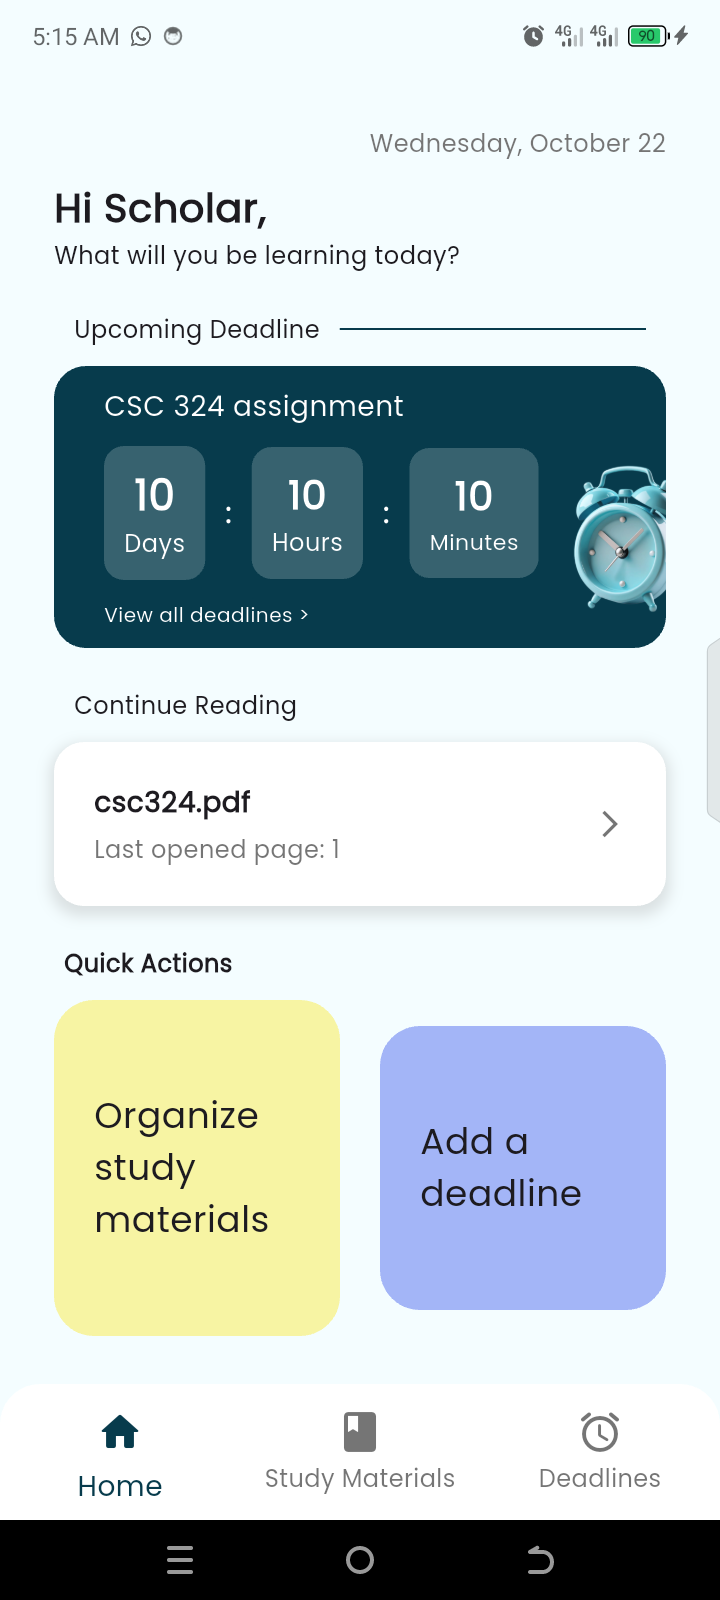 5:15 AM
4G 4G 90
Wednesday, October 22
Hi Scholar,
What will you be learning today?
Upcoming Deadline
CSC 324 assignment
10 : 10 : 10
Days Hours Minutes
View all deadlines >
Continue Reading
csc324.pdf
Last opened page: 1
Quick Actions
Organize
study
materials
Add a
deadline
Home Study Materials Deadlines